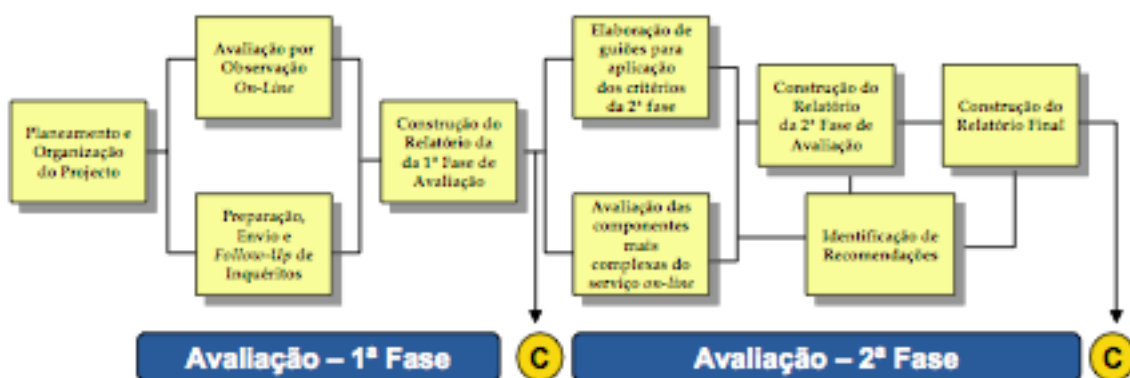 Planeamento e
Organização
do Projecto
Avaliação por
Observação
On-Line
Preparação,
Envio e
Follow-Up de
Inquéritos
Construção do
Relatório da
da 1ª Fase de
Avaliação
Elaboração de
guiões para
aplicação
dos critérios
da 2ª fase
Avaliação das
componentes
mais
complexas do
serviço on-line
Construção do
Relatório
da 2ª Fase de
Avaliação
Identificação de
Recomendações
Construção do
Relatório Final
Avaliação – 1ª Fase
C
Avaliação – 2ª Fase
C